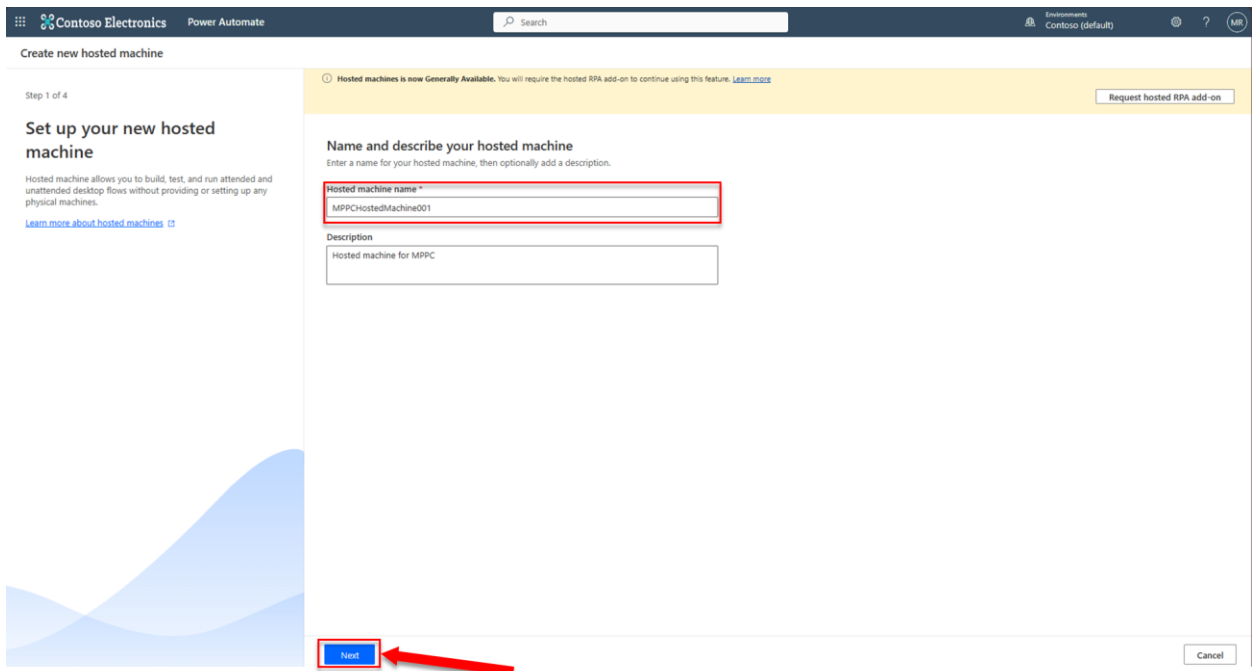 Contoso Electronics Power Automate
Search
Environments
Contoso (default)
?
MR
Create new hosted machine
Step 1 of 4
Set up your new hosted
machine
Hosted machine allows you to build, test, and run attended and
unattended desktop flows without providing or setting up any
physical machines.
Learn more about hosted machines
Hosted machines is now Generally Available. You will require the hosted RPA add-on to continue using this feature. Learn more
Request hosted RPA add-on
Name and describe your hosted machine
Enter a name for your hosted machine, then optionally add a description.
Hosted machine name *
MPPCHostedMachine001
Description
Hosted machine for MPPC
Next
Cancel